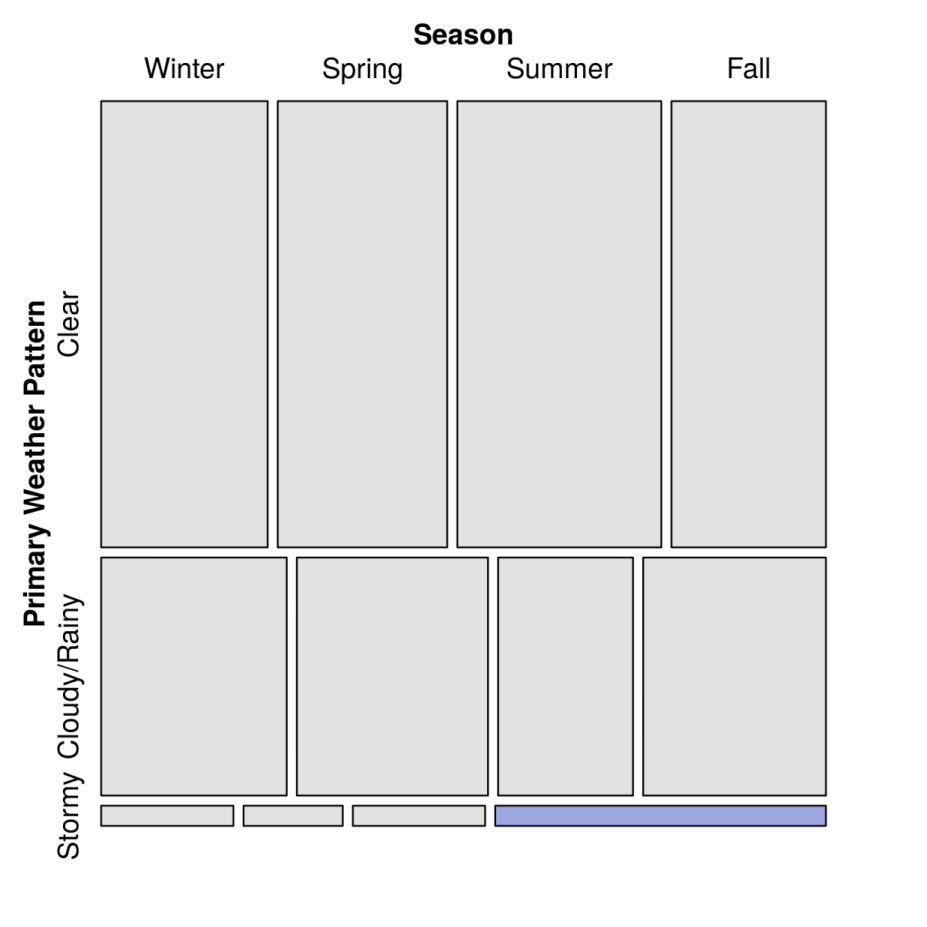 Season
Winter Spring Summer Fall
Primary Weather Pattern
Clear
Cloudy/Rainy
Stormy